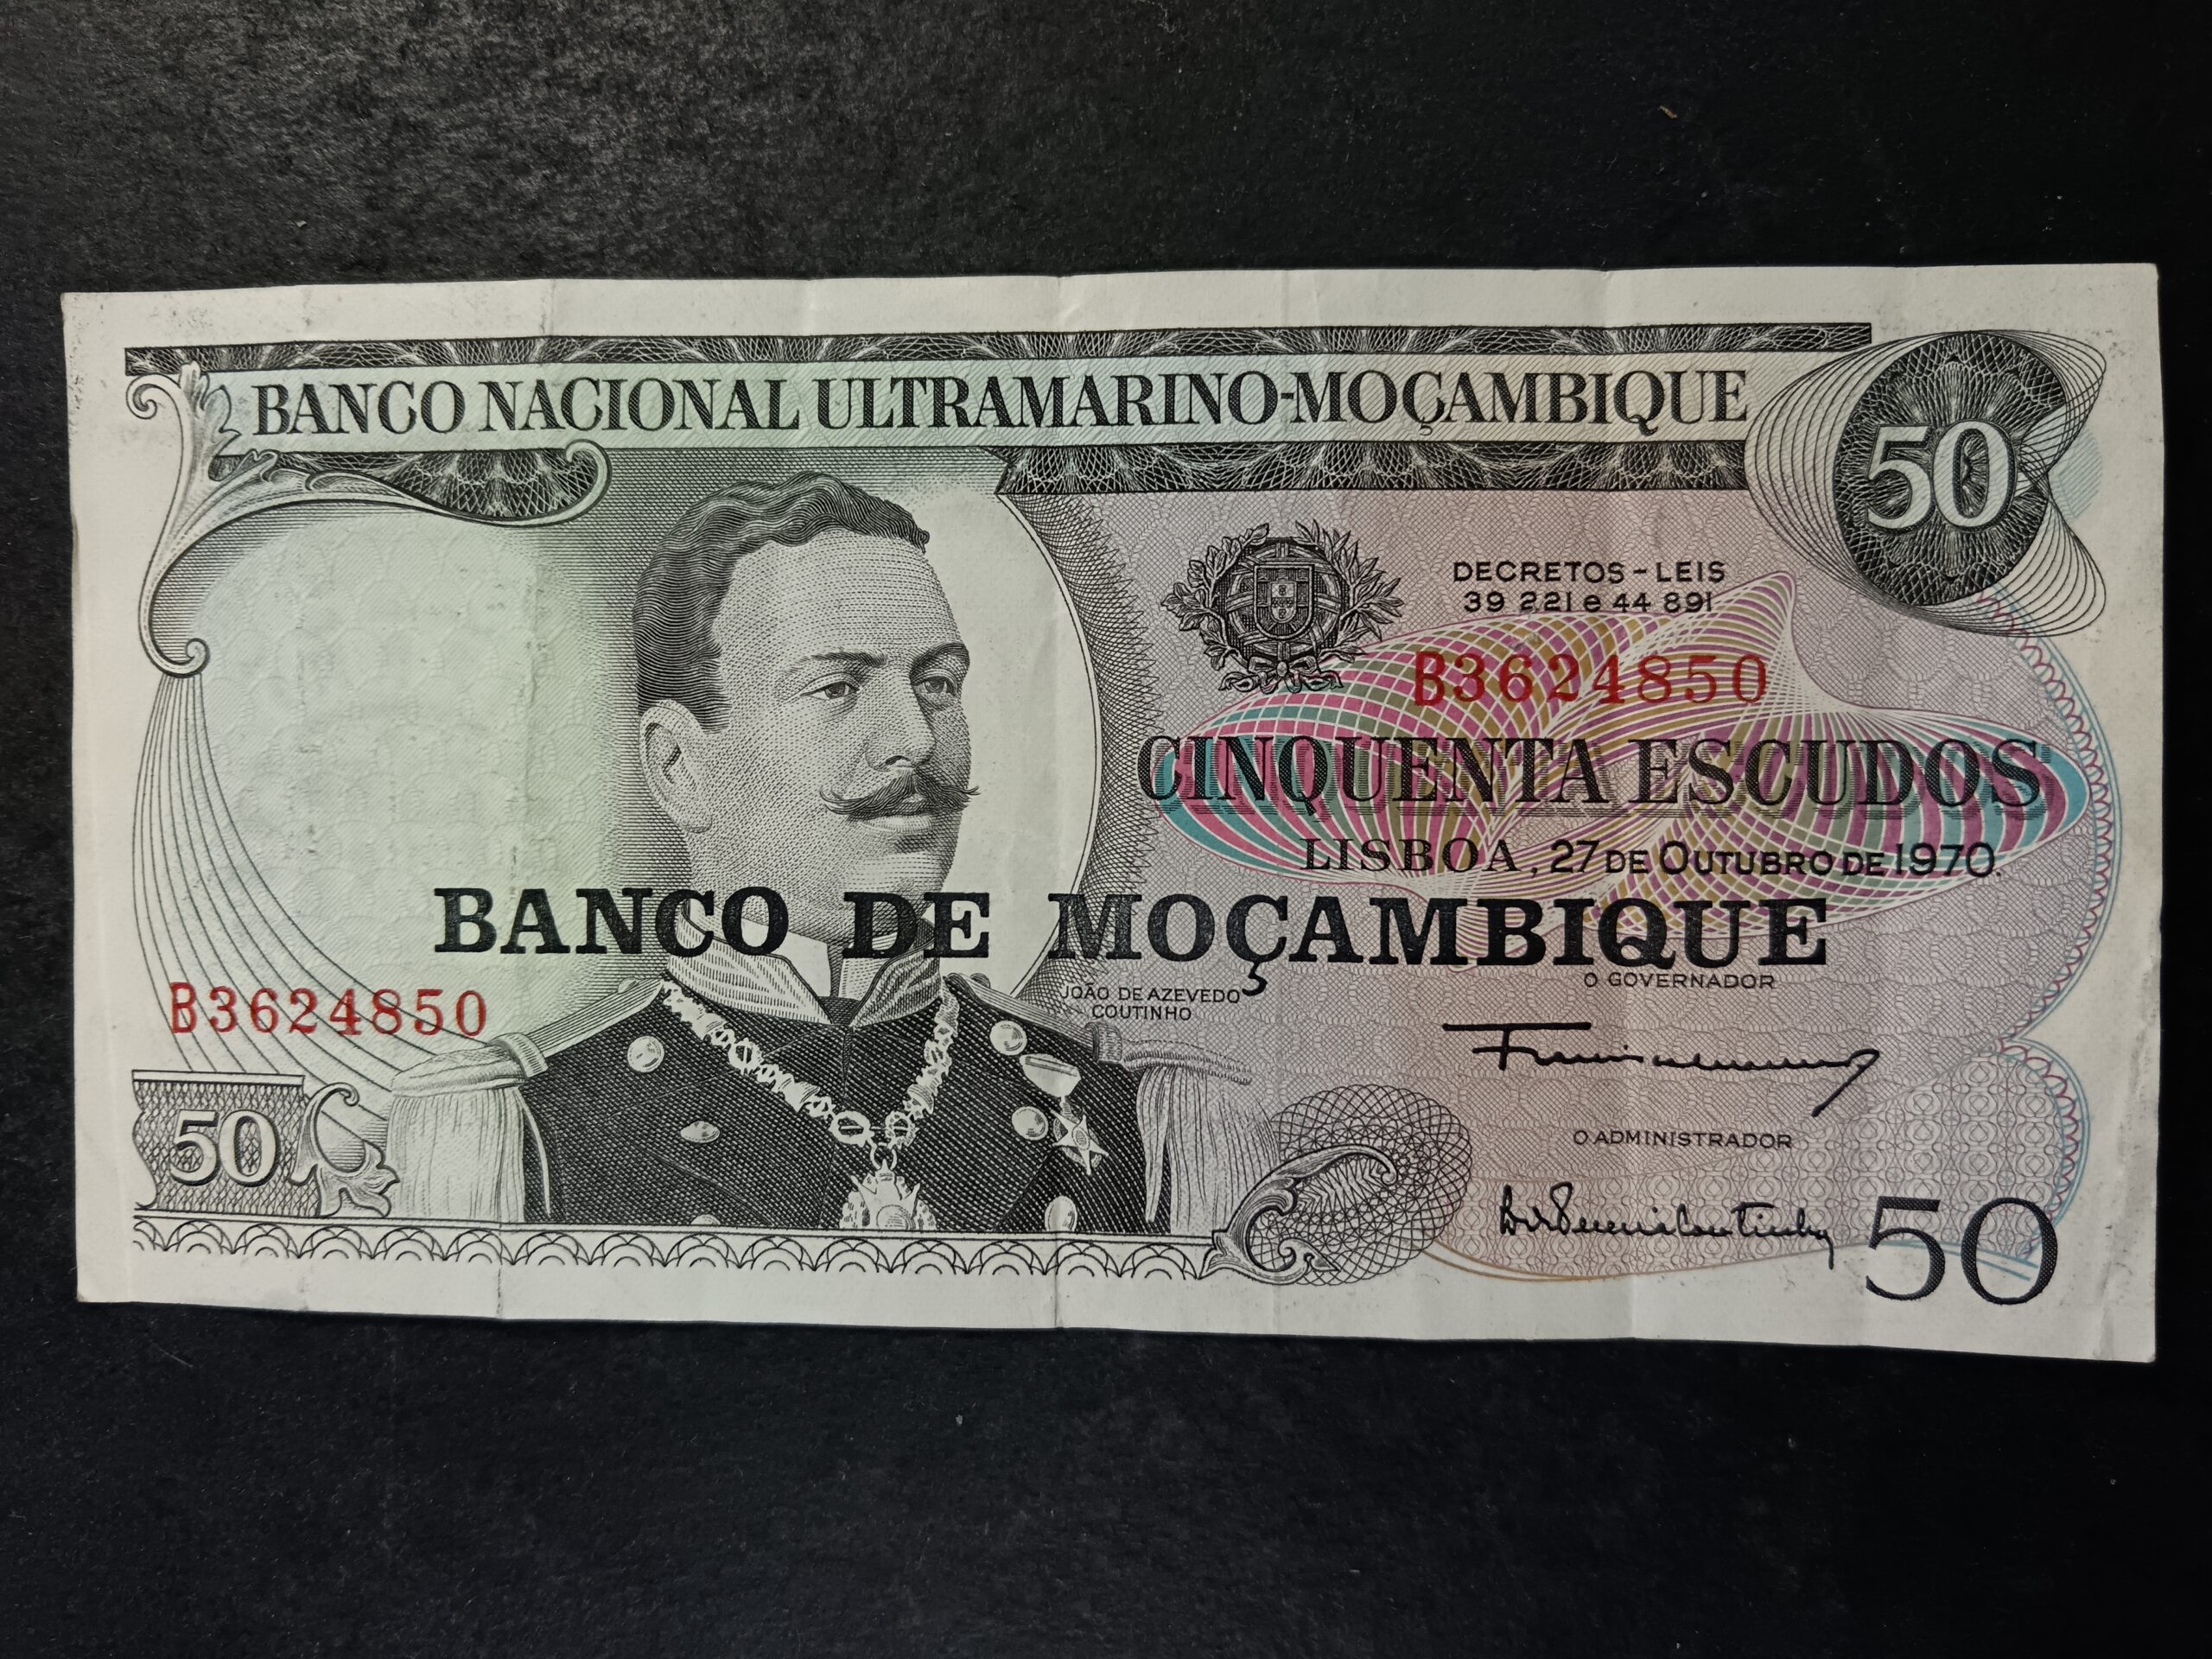 BANCO NACIONAL ULTRAMARINO-MOÇAMBIQUE
50
DECRETOS - LEIS
39 221 e 44 891
B3624850
CINQUENTA ESCUDOS
LISBOA, 27 DE OUTUBRO DE 1970.
BANCO DE MOÇAMBIQUE
O GOVERNADOR
JOÃO DE AZEVEDO
COUTINHO
B3624850
50
O ADMINISTRADOR
50